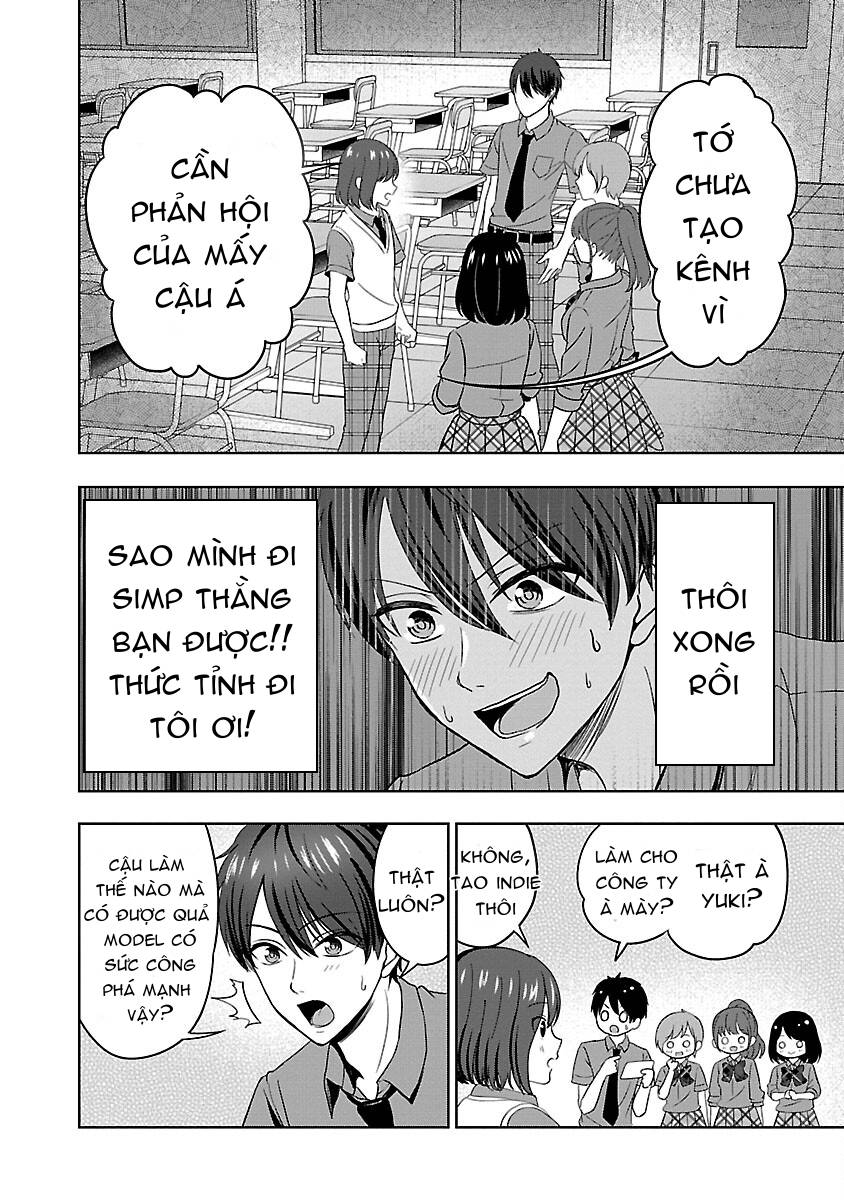 TỚ
CHƯA
TẠO
KÊNH
VÌ
CẦN
PHẢN HỒI
CỦA MẤY
CẬU Á
THÔI
XONG
RỒI
SAO MÌNH ĐI
SIMP THẰNG
BẠN ĐƯỢC!!
THỨC TỈNH ĐI
TÔI ƠI!
THẬT À
YUKI?
LÀM CHO
CÔNG TY
À MÀY?
KHÔNG,
TAO INDIE
THÔI
THẬT
LUÔN?
CẬU LÀM
THẾ NÀO MÀ
CÓ ĐƯỢC QUẢ
MODEL CÓ
SỨC CÔNG
PHÁ MẠNH
VẬY?